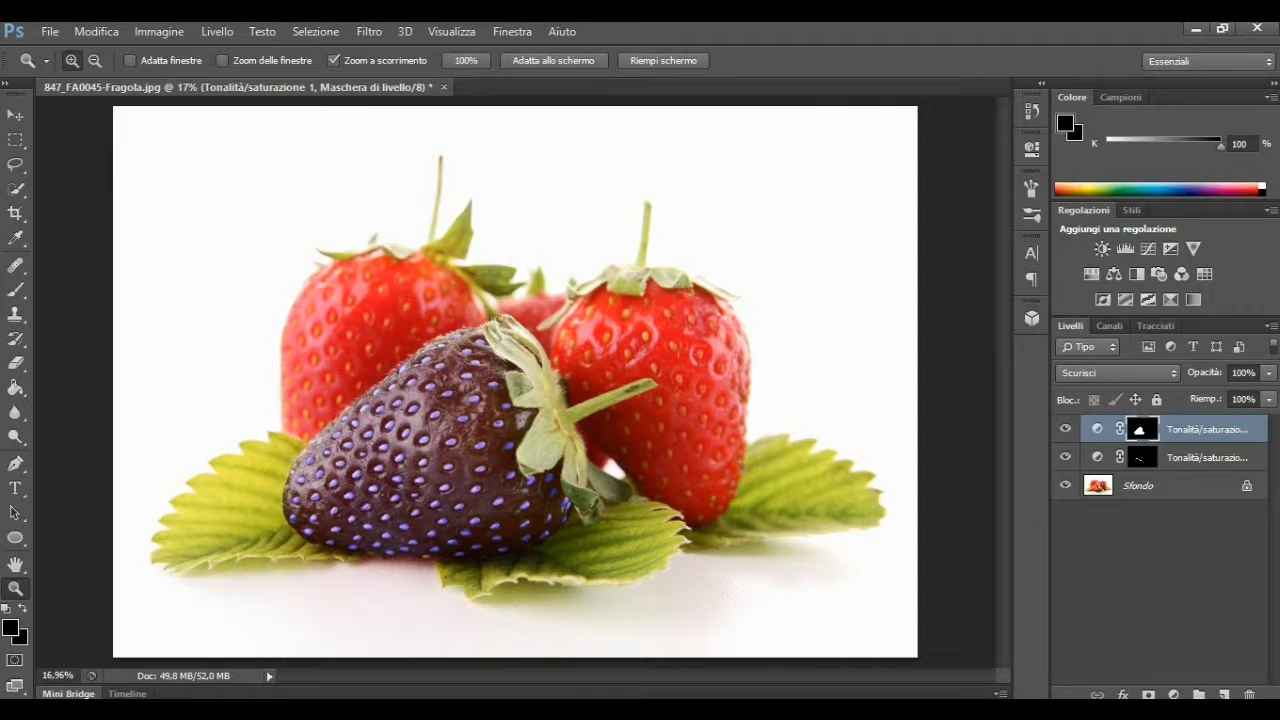 Ps File Modifica Immagine Livello Testo Selezione Filtro 3D Visualizza Finestra Aiuto
Adatta finestre Zoom delle finestre Zoom a scorrimento 100% Adatta allo schermo Riempi schermo Essenziali
847_FA0045-Fragola.jpg @ 17% (Tonalità/saturazione 1, Maschera di livello/8) * ×
Colore Campioni
K 100 %
Regolazioni Stili
Aggiungi una regolazione
Livelli Canali Tracciati
Tipo
Scurisci Opacità: 100%
Bloc.: Riemp.: 100%
Tonalità/saturazio...
Tonalità/saturazio...
Sfondo
16,96% Doc: 49,8 MB/52,0 MB
Mini Bridge Timeline